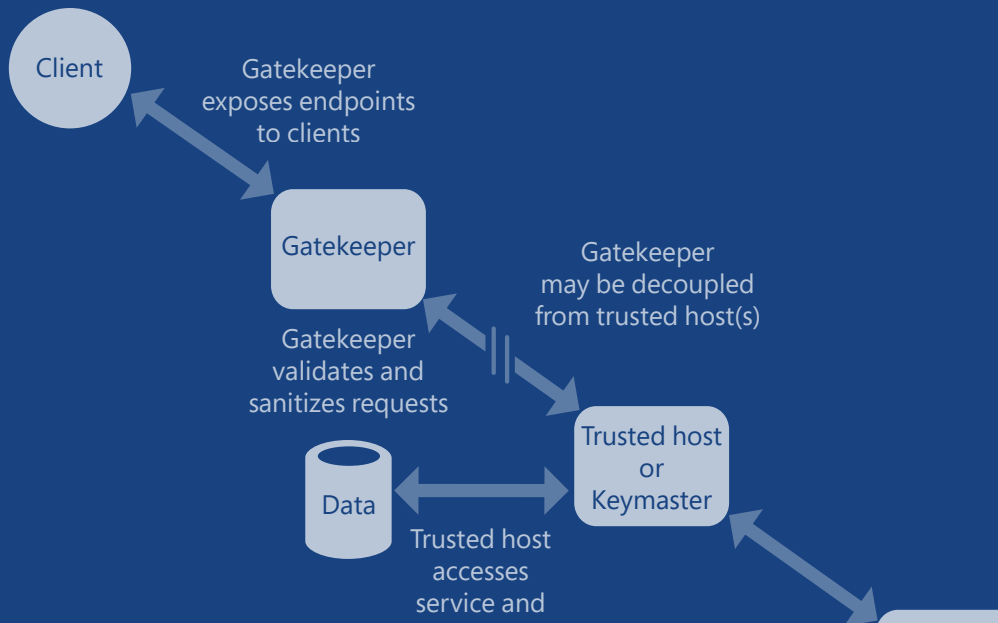 Client
Gatekeeper
exposes endpoints
to clients
Gatekeeper
Gatekeeper
may be decoupled
from trusted host(s)
Gatekeeper
validates and
sanitizes requests
Trusted host
or
Keymaster
Data
Trusted host
accesses
service and